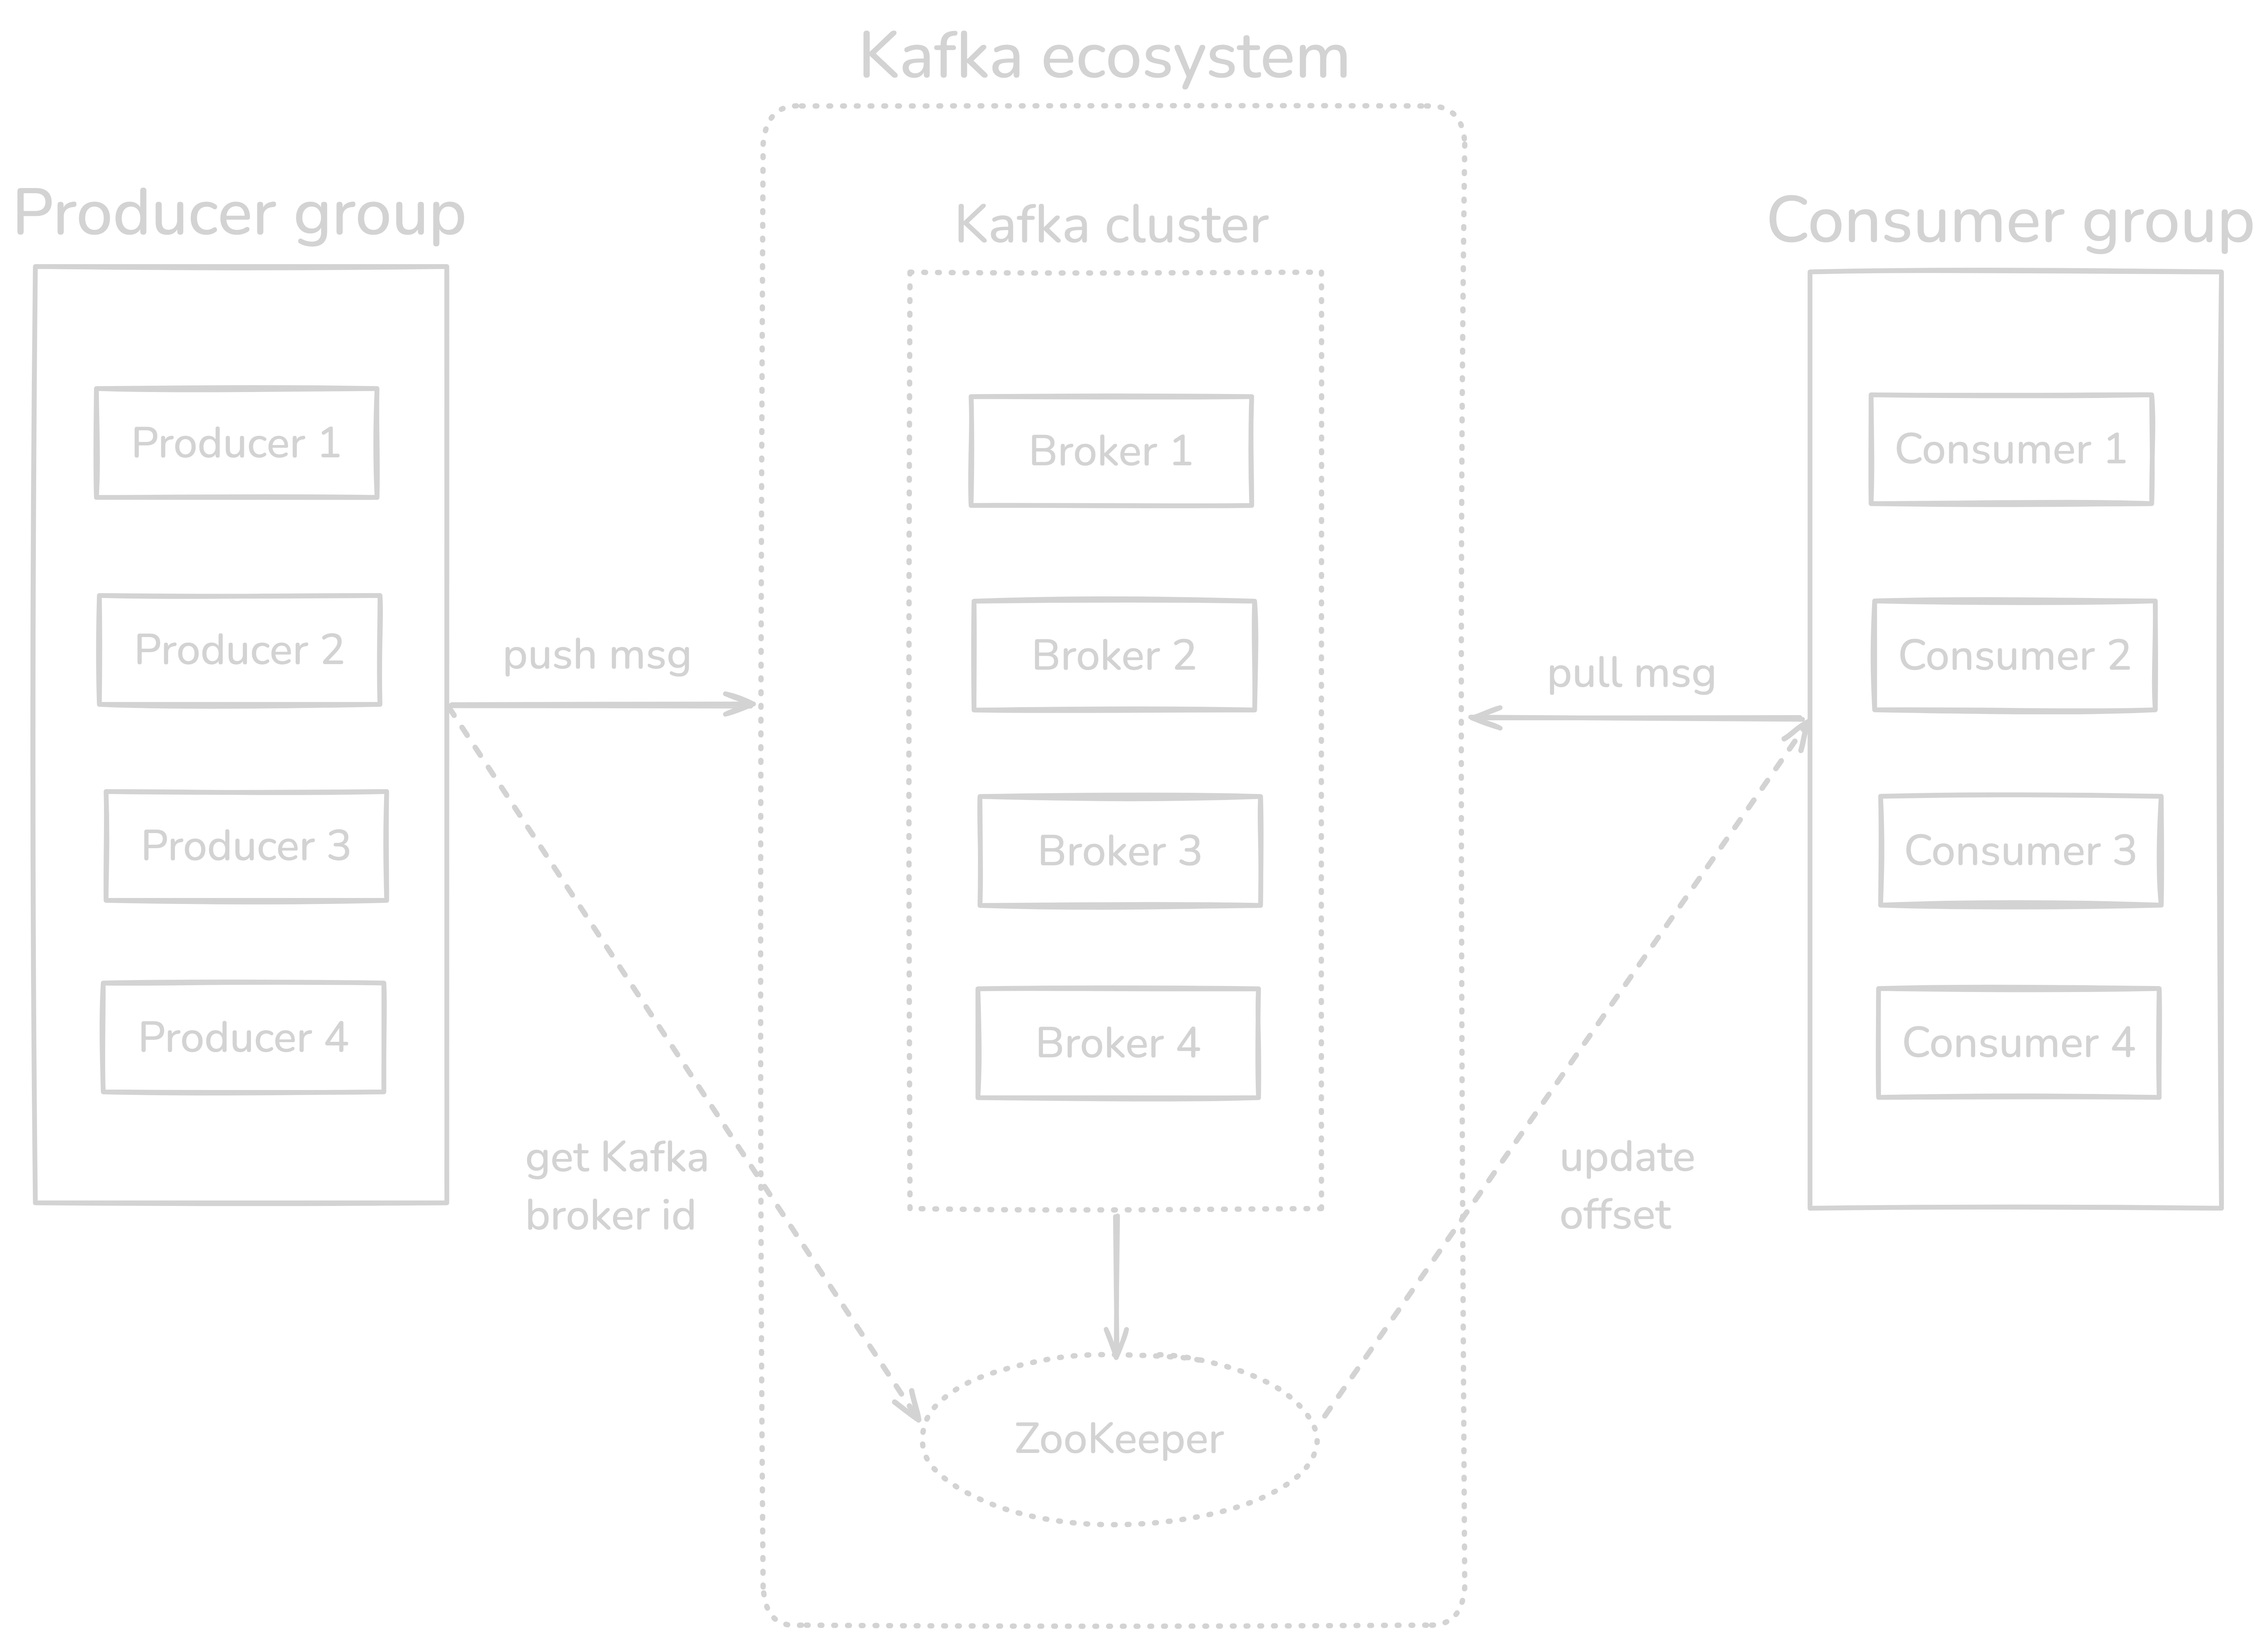 Kafka ecosystem
Producer group
Kafka cluster
Consumer group
Producer 1
Broker 1
Consumer 1
Producer 2
push msg
Broker 2
pull msg
Consumer 2
Producer 3
Broker 3
Consumer 3
Producer 4
Broker 4
Consumer 4
get Kafka
broker id
update
offset
ZooKeeper